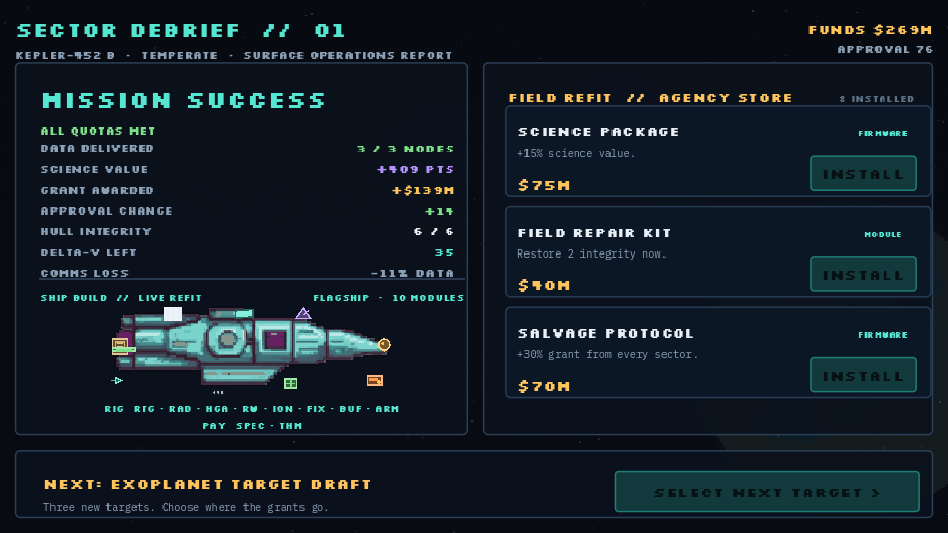 SECTOR DEBRIEF // 01
FUNDS $269M
KEPLER-452 B · TEMPERATE · SURFACE OPERATIONS REPORT
APPROVAL 76
MISSION SUCCESS
ALL QUOTAS MET
DATA DELIVERED 3 / 3 NODES
SCIENCE VALUE +409 PTS
GRANT AWARDED +$139M
APPROVAL CHANGE +14
HULL INTEGRITY 6 / 6
DELTA-V LEFT 35
COMMS LOSS -11% DATA
SHIP BUILD // LIVE REFIT
FLAGSHIP · 10 MODULES
RIG RTG · RAD · HGA · RW · ION · FIX · BUF · ARM
PAY SPEC · THM
FIELD REFIT // AGENCY STORE
8 INSTALLED
SCIENCE PACKAGE
FIRMWARE
+15% science value.
$75M
INSTALL
FIELD REPAIR KIT
MODULE
Restore 2 integrity now.
$40M
INSTALL
SALVAGE PROTOCOL
FIRMWARE
+30% grant from every sector.
$70M
INSTALL
NEXT: EXOPLANET TARGET DRAFT
Three new targets. Choose where the grants go.
SELECT NEXT TARGET >